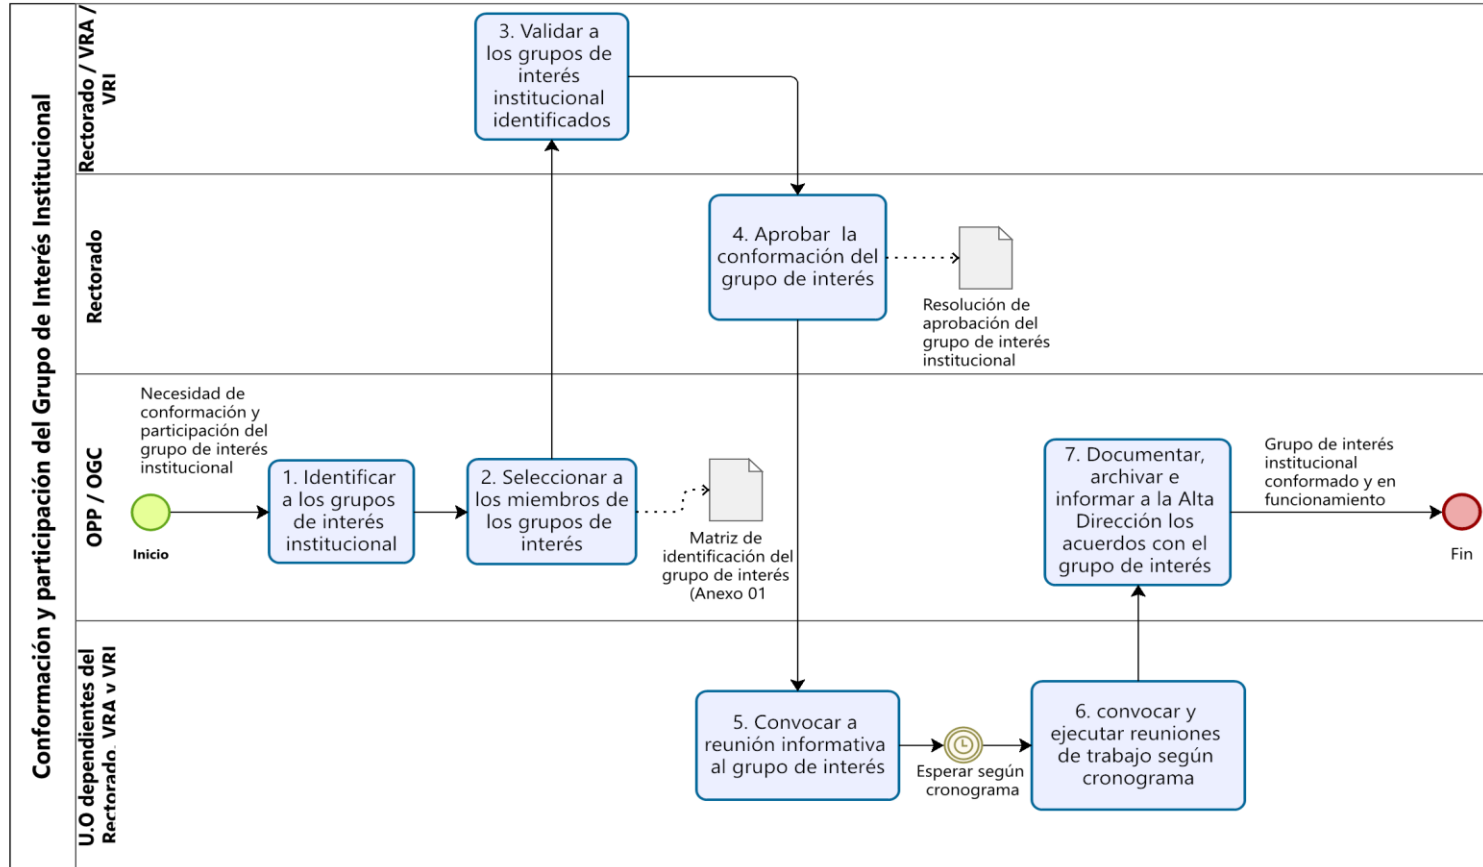 Conformación y participación del Grupo de Interés Institucional
Rectorado / VRA /
VRI
3. Validar a
los grupos de
interés
institucional
identificados
Rectorado
4. Aprobar la
conformación del
grupo de interés
Resolución de
aprobación del
grupo de interés
institucional
OPP / OGC
Necesidad de
conformación y
participación del
grupo de interés
institucional
Inicio
1. Identificar
a los grupos
de interés
institucional
2. Seleccionar a
los miembros de
los grupos de
interés
Matriz de
identificación del
grupo de interés
(Anexo 01
7. Documentar,
archivar e
informar a la Alta
Dirección los
acuerdos con el
grupo de interés
Grupo de interés
institucional
conformado y en
funcionamiento
Fin
U.O dependientes del
Rectorado, VRA y VRI
5. Convocar a
reunión informativa
al grupo de interés
Esperar según
cronograma
6. convocar y
ejecutar reuniones
de trabajo según
cronograma